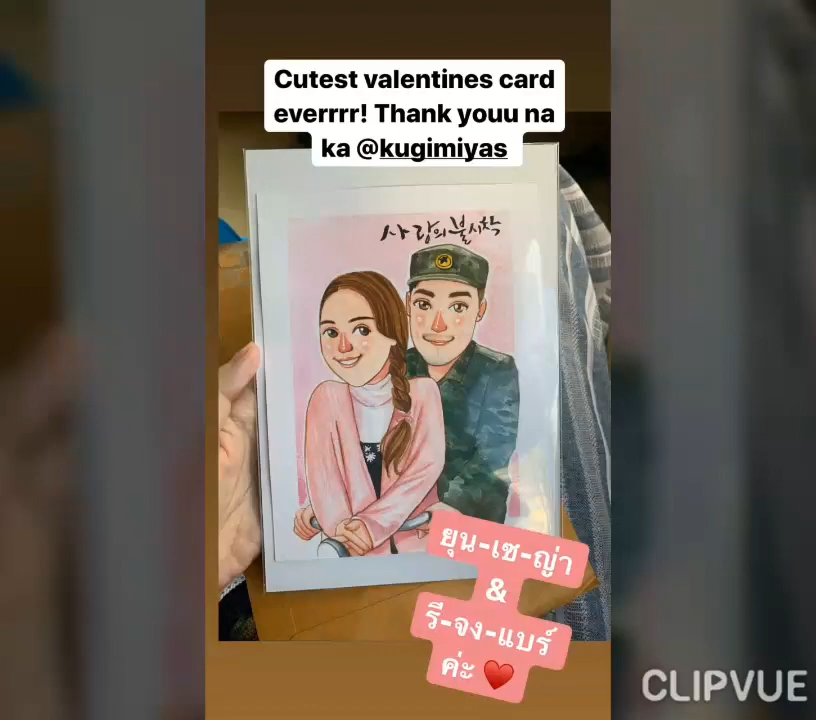 Cutest valentines card
everrrr! Thank youu na
ka @kugimiyas
사랑의 불시착
ยุน-เซ-ญ่า
&
รี-จง-แบร์
ค่ะ ♥️
CLIPVUE